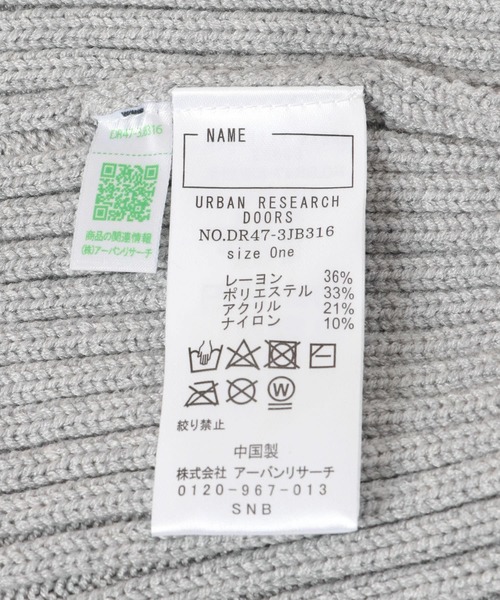 DR47-3JB16
商品の関連情報
(株)アーバンリサーチ
NAME
URBAN RESEARCH
DOORS
NO.DR47-3JB316
size One
レーヨン 36%
ポリエステル 33%
アクリル 21%
ナイロン 10%
W
絞り禁止
中国製
株式会社 アーバンリサーチ
0120-967-013
SNB